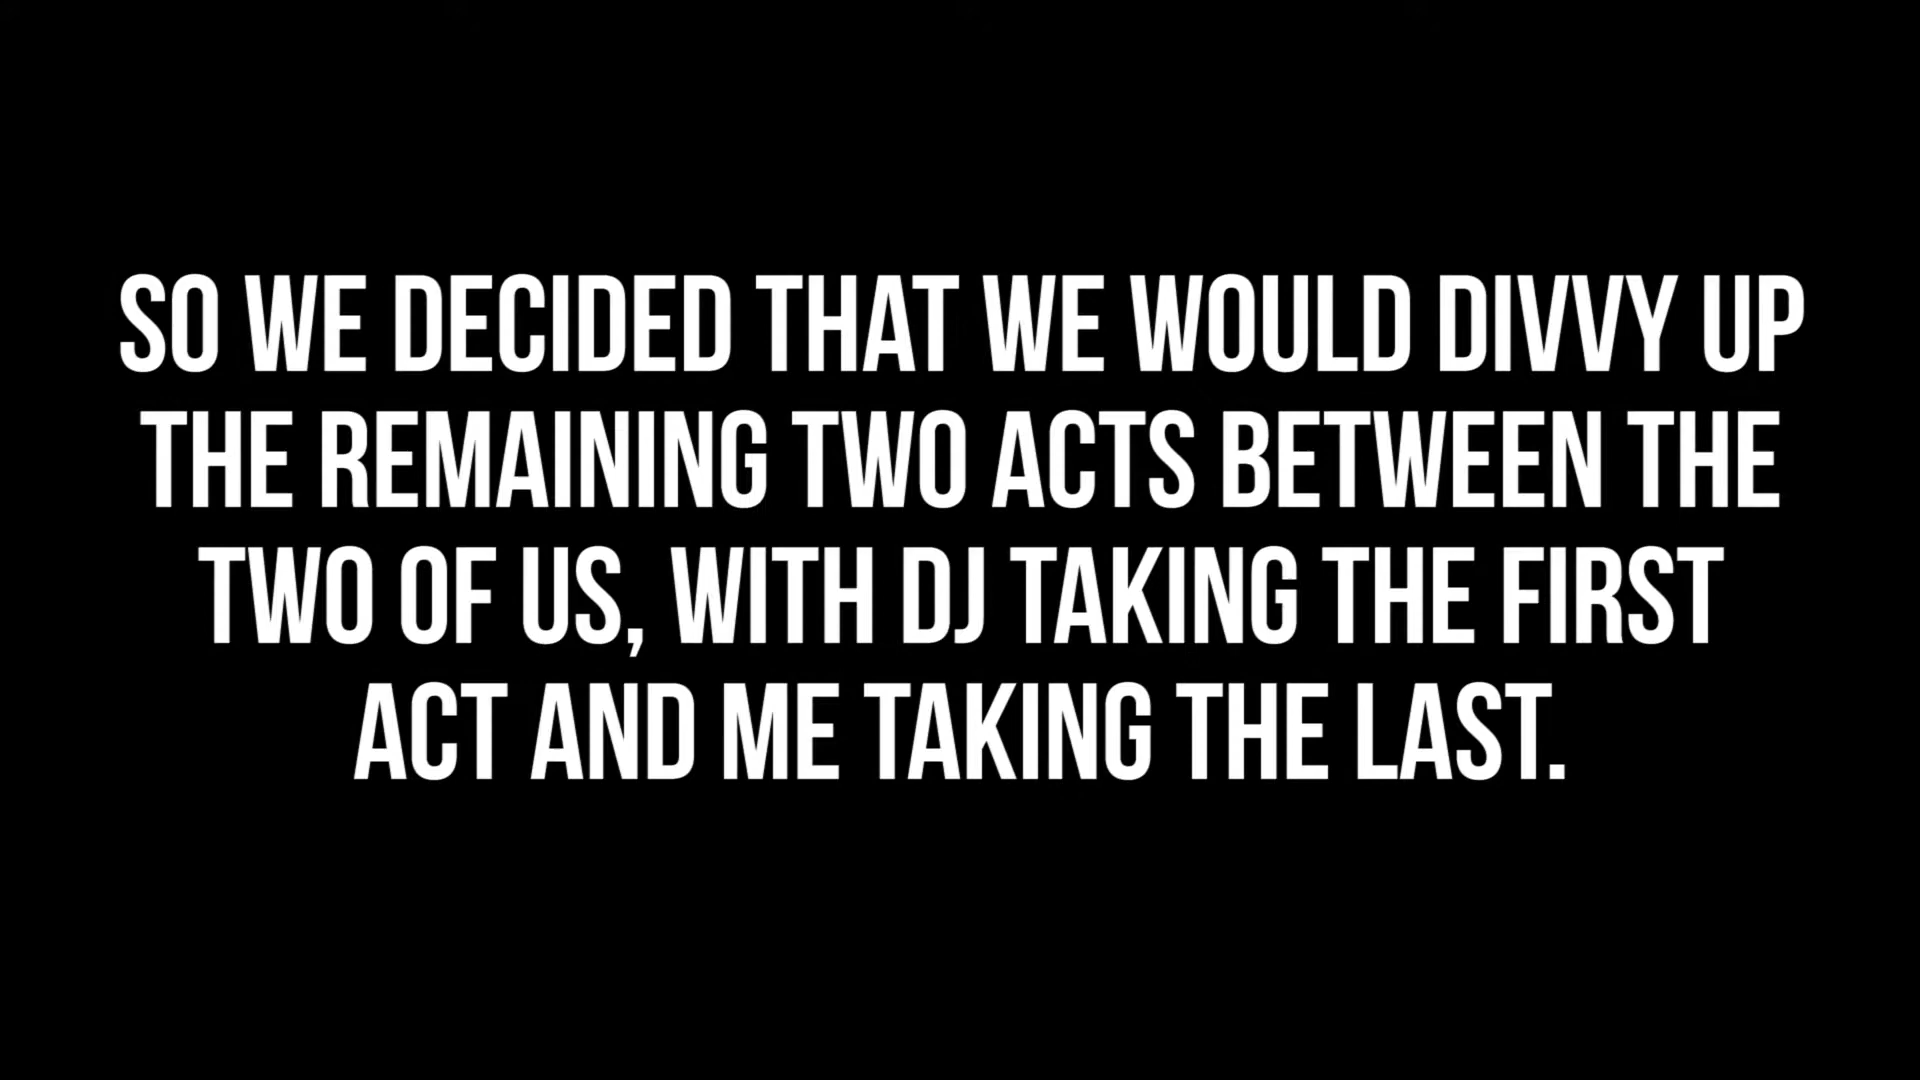 SO WE DECIDED THAT WE WOULD DIVVY UP
THE REMAINING TWO ACTS BETWEEN THE
TWO OF US, WITH DJ TAKING THE FIRST
ACT AND ME TAKING THE LAST.